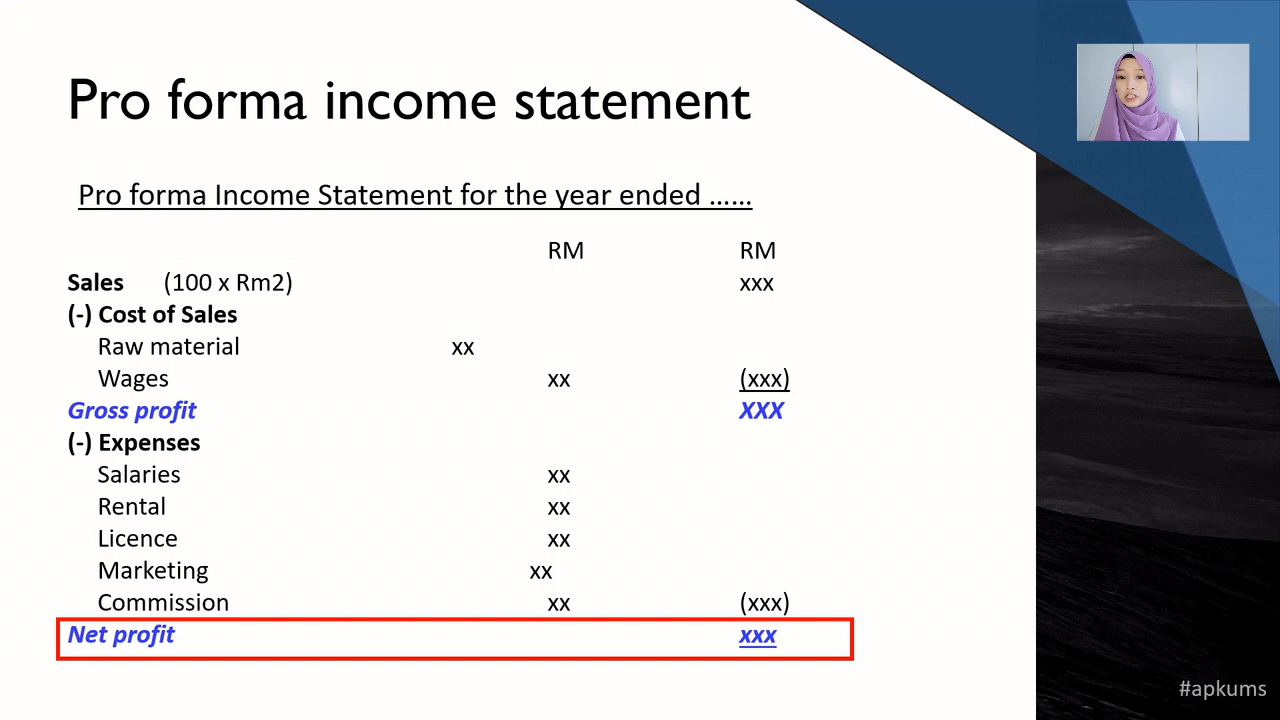 Pro forma income statement
Pro forma Income Statement for the year ended ......
RM RM
Sales (100 x Rm2) xxx
(-) Cost of Sales
Raw material xx
Wages xx (xxx)
Gross profit XXX
(-) Expenses
Salaries xx
Rental xx
Licence xx
Marketing xx
Commission xx (xxx)
Net profit xxx
#apkums